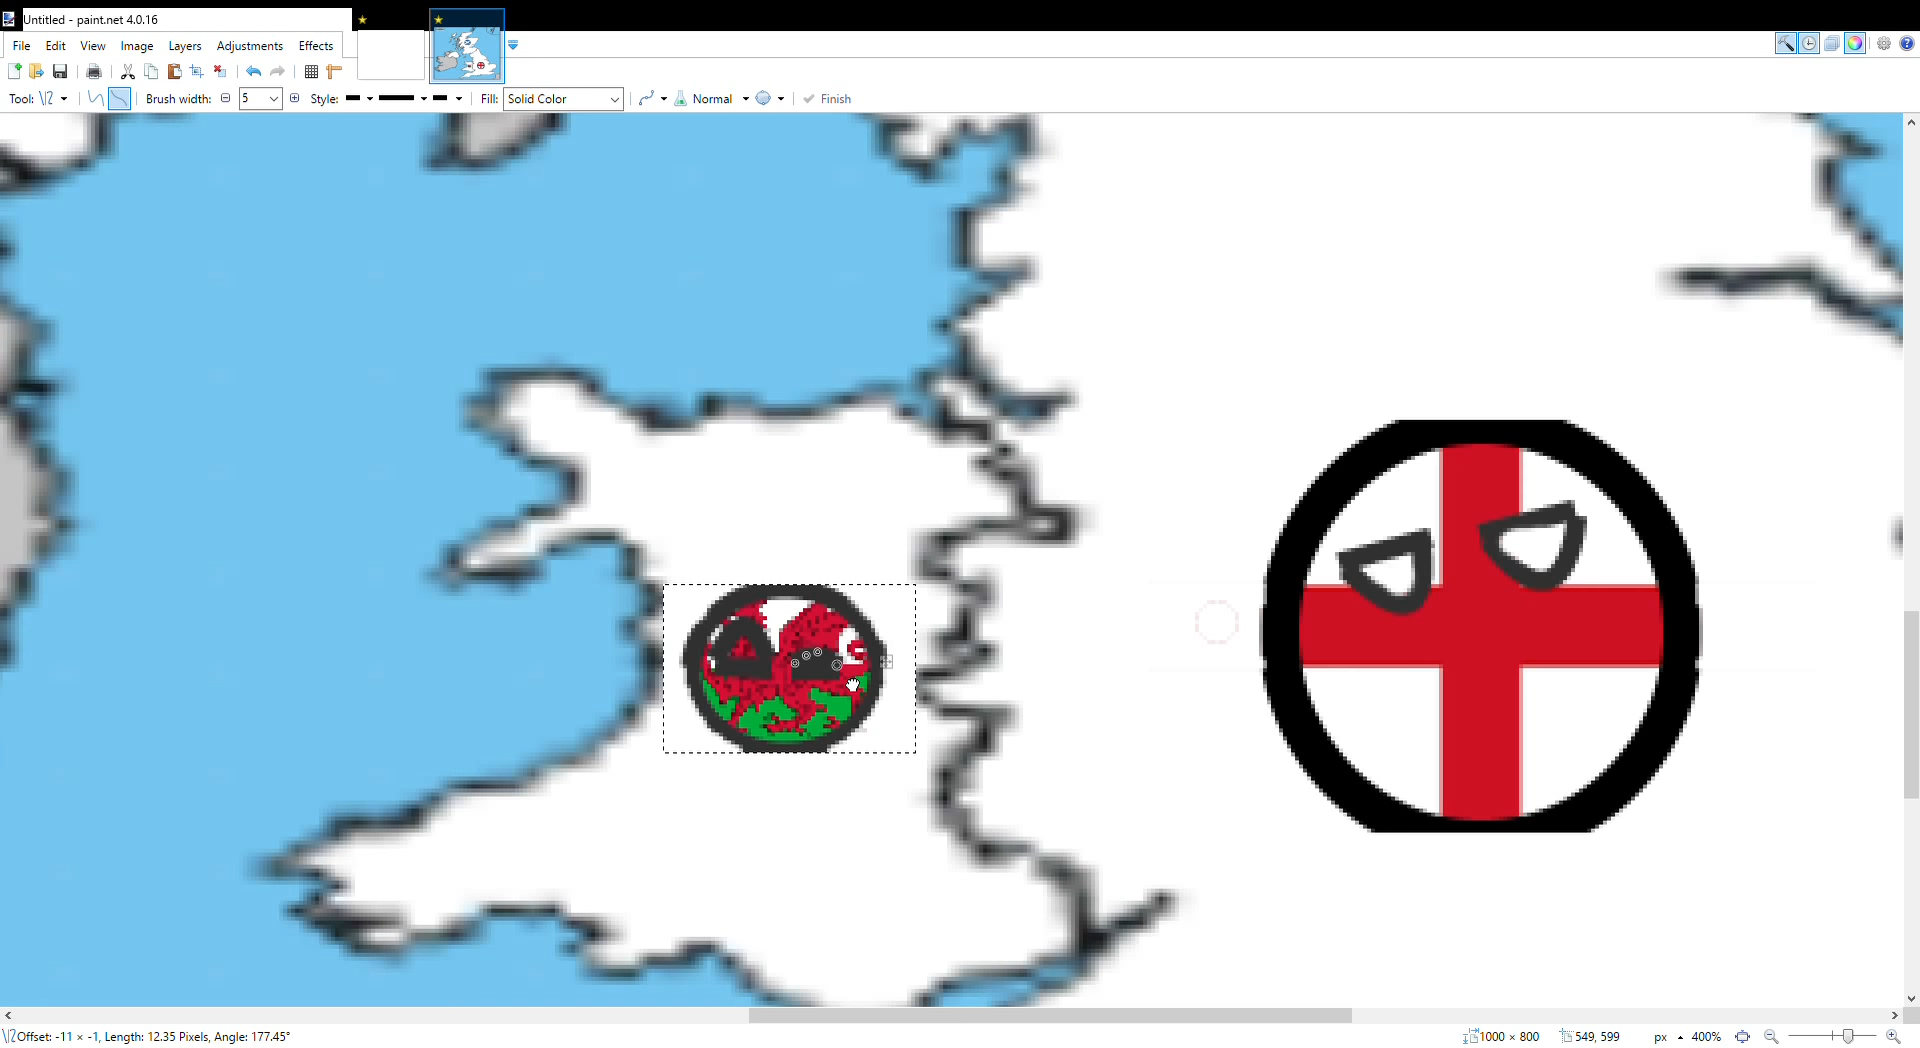 Untitled - paint.net 4.0.16
File Edit View Image Layers Adjustments Effects
Tool: Brush width: 5 Style: Fill: Solid Color Normal Finish
Offset: -11 × -1, Length: 12.35 Pixels, Angle: 177.45° 1000 × 800 549, 599 px 400%